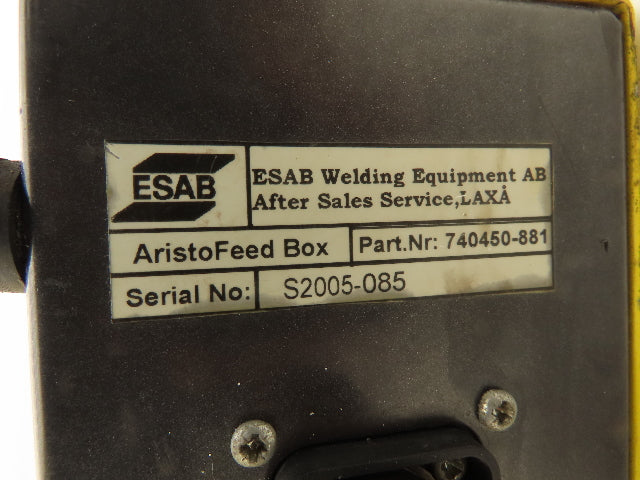 ESAB
ESAB Welding Equipment AB
After Sales Service,LAXÅ
AristoFeed Box
Part.Nr: 740450-881
Serial No:
S2005-085